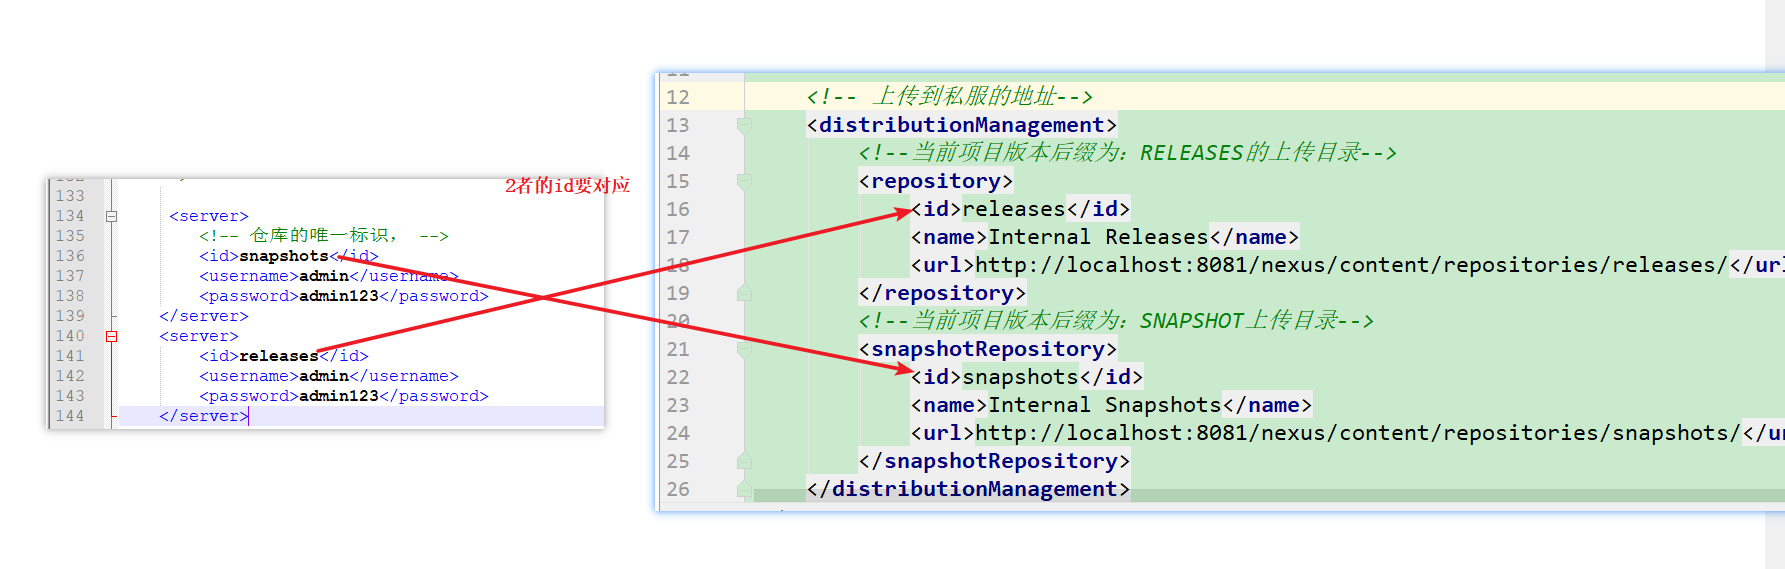 2者的id要对应
133
134 <server>
135 <!-- 仓库的唯一标识， -->
136 <id>snapshots</id>
137 <username>admin</username>
138 <password>admin123</password>
139 </server>
140 <server>
141 <id>releases</id>
142 <username>admin</username>
143 <password>admin123</password>
144 </server>
12 <!-- 上传到私服的地址-->
13 <distributionManagement>
14 <!--当前项目版本后缀为：RELEASES的上传目录-->
15 <repository>
16 <id>releases</id>
17 <name>Internal Releases</name>
18 <url>http://localhost:8081/nexus/content/repositories/releases/</url
19 </repository>
20 <!--当前项目版本后缀为：SNAPSHOT上传目录-->
21 <snapshotRepository>
22 <id>snapshots</id>
23 <name>Internal Snapshots</name>
24 <url>http://localhost:8081/nexus/content/repositories/snapshots/</ur
25 </snapshotRepository>
26 </distributionManagement>